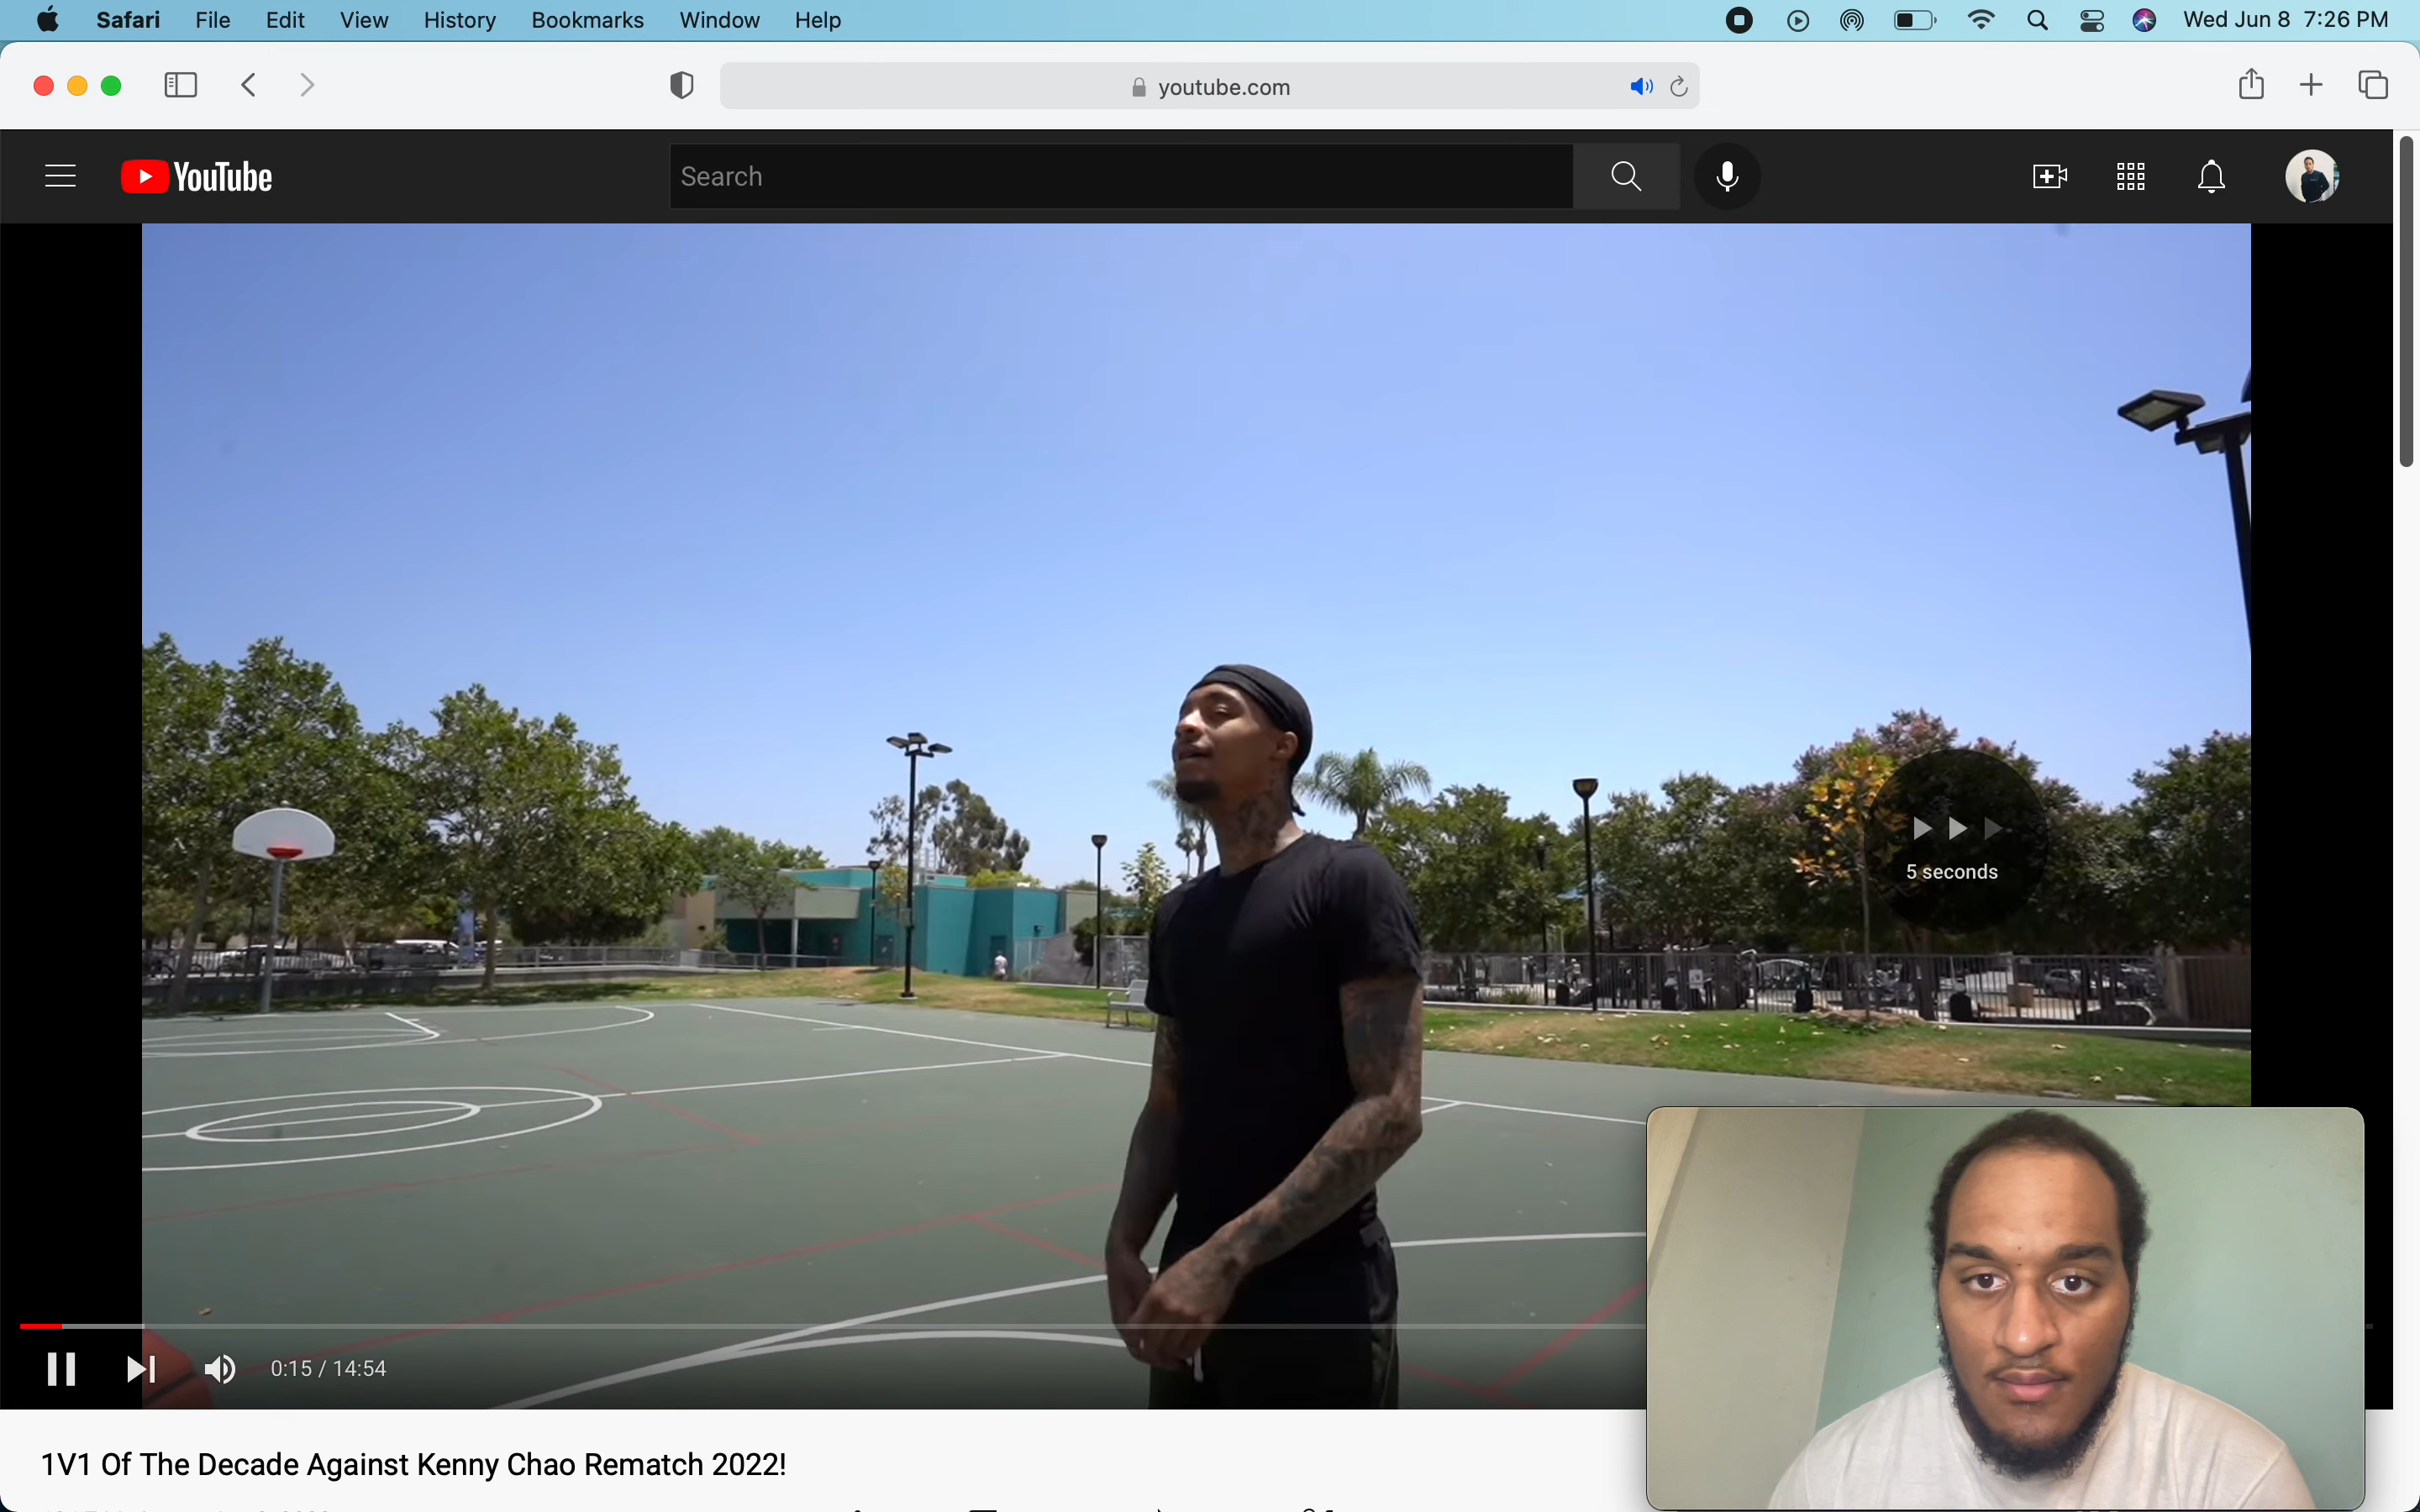 Safari File Edit View History Bookmarks Window Help Wed Jun 8 7:26 PM
youtube.com
YouTube Search
5 seconds
0:15 / 14:54
1V1 Of The Decade Against Kenny Chao Rematch 2022!